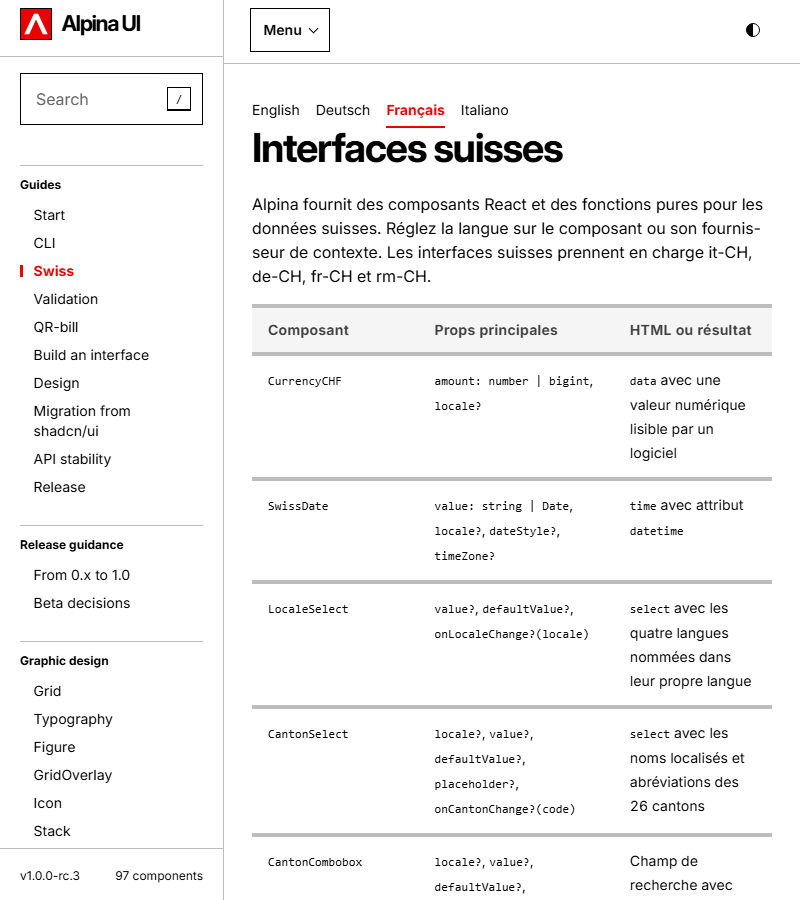 Alpina UI
Menu
Search
/
Guides
Start
CLI
Swiss
Validation
QR-bill
Build an interface
Design
Migration from
shadcn/ui
API stability
Release
Release guidance
From 0.x to 1.0
Beta decisions
Graphic design
Grid
Typography
Figure
GridOverlay
Icon
Stack
v1.0.0-rc.3 97 components
English Deutsch Français Italiano
Interfaces suisses
Alpina fournit des composants React et des fonctions pures pour les
données suisses. Réglez la langue sur le composant ou son fournis-
seur de contexte. Les interfaces suisses prennent en charge it-CH,
de-CH, fr-CH et rm-CH.
Composant Props principales HTML ou résultat
CurrencyCHF amount: number | bigint, data avec une
locale? valeur numérique
lisible par un
logiciel
SwissDate value: string | Date, time avec attribut
locale?, dateStyle?, datetime
timeZone?
LocaleSelect value?, defaultValue?, select avec les
onLocaleChange?(locale) quatre langues
nommées dans
leur propre langue
CantonSelect locale?, value?, select avec les
defaultValue?, noms localisés et
placeholder?, abréviations des
onCantonChange?(code) 26 cantons
CantonCombobox locale?, value?, Champ de
defaultValue?, recherche avec